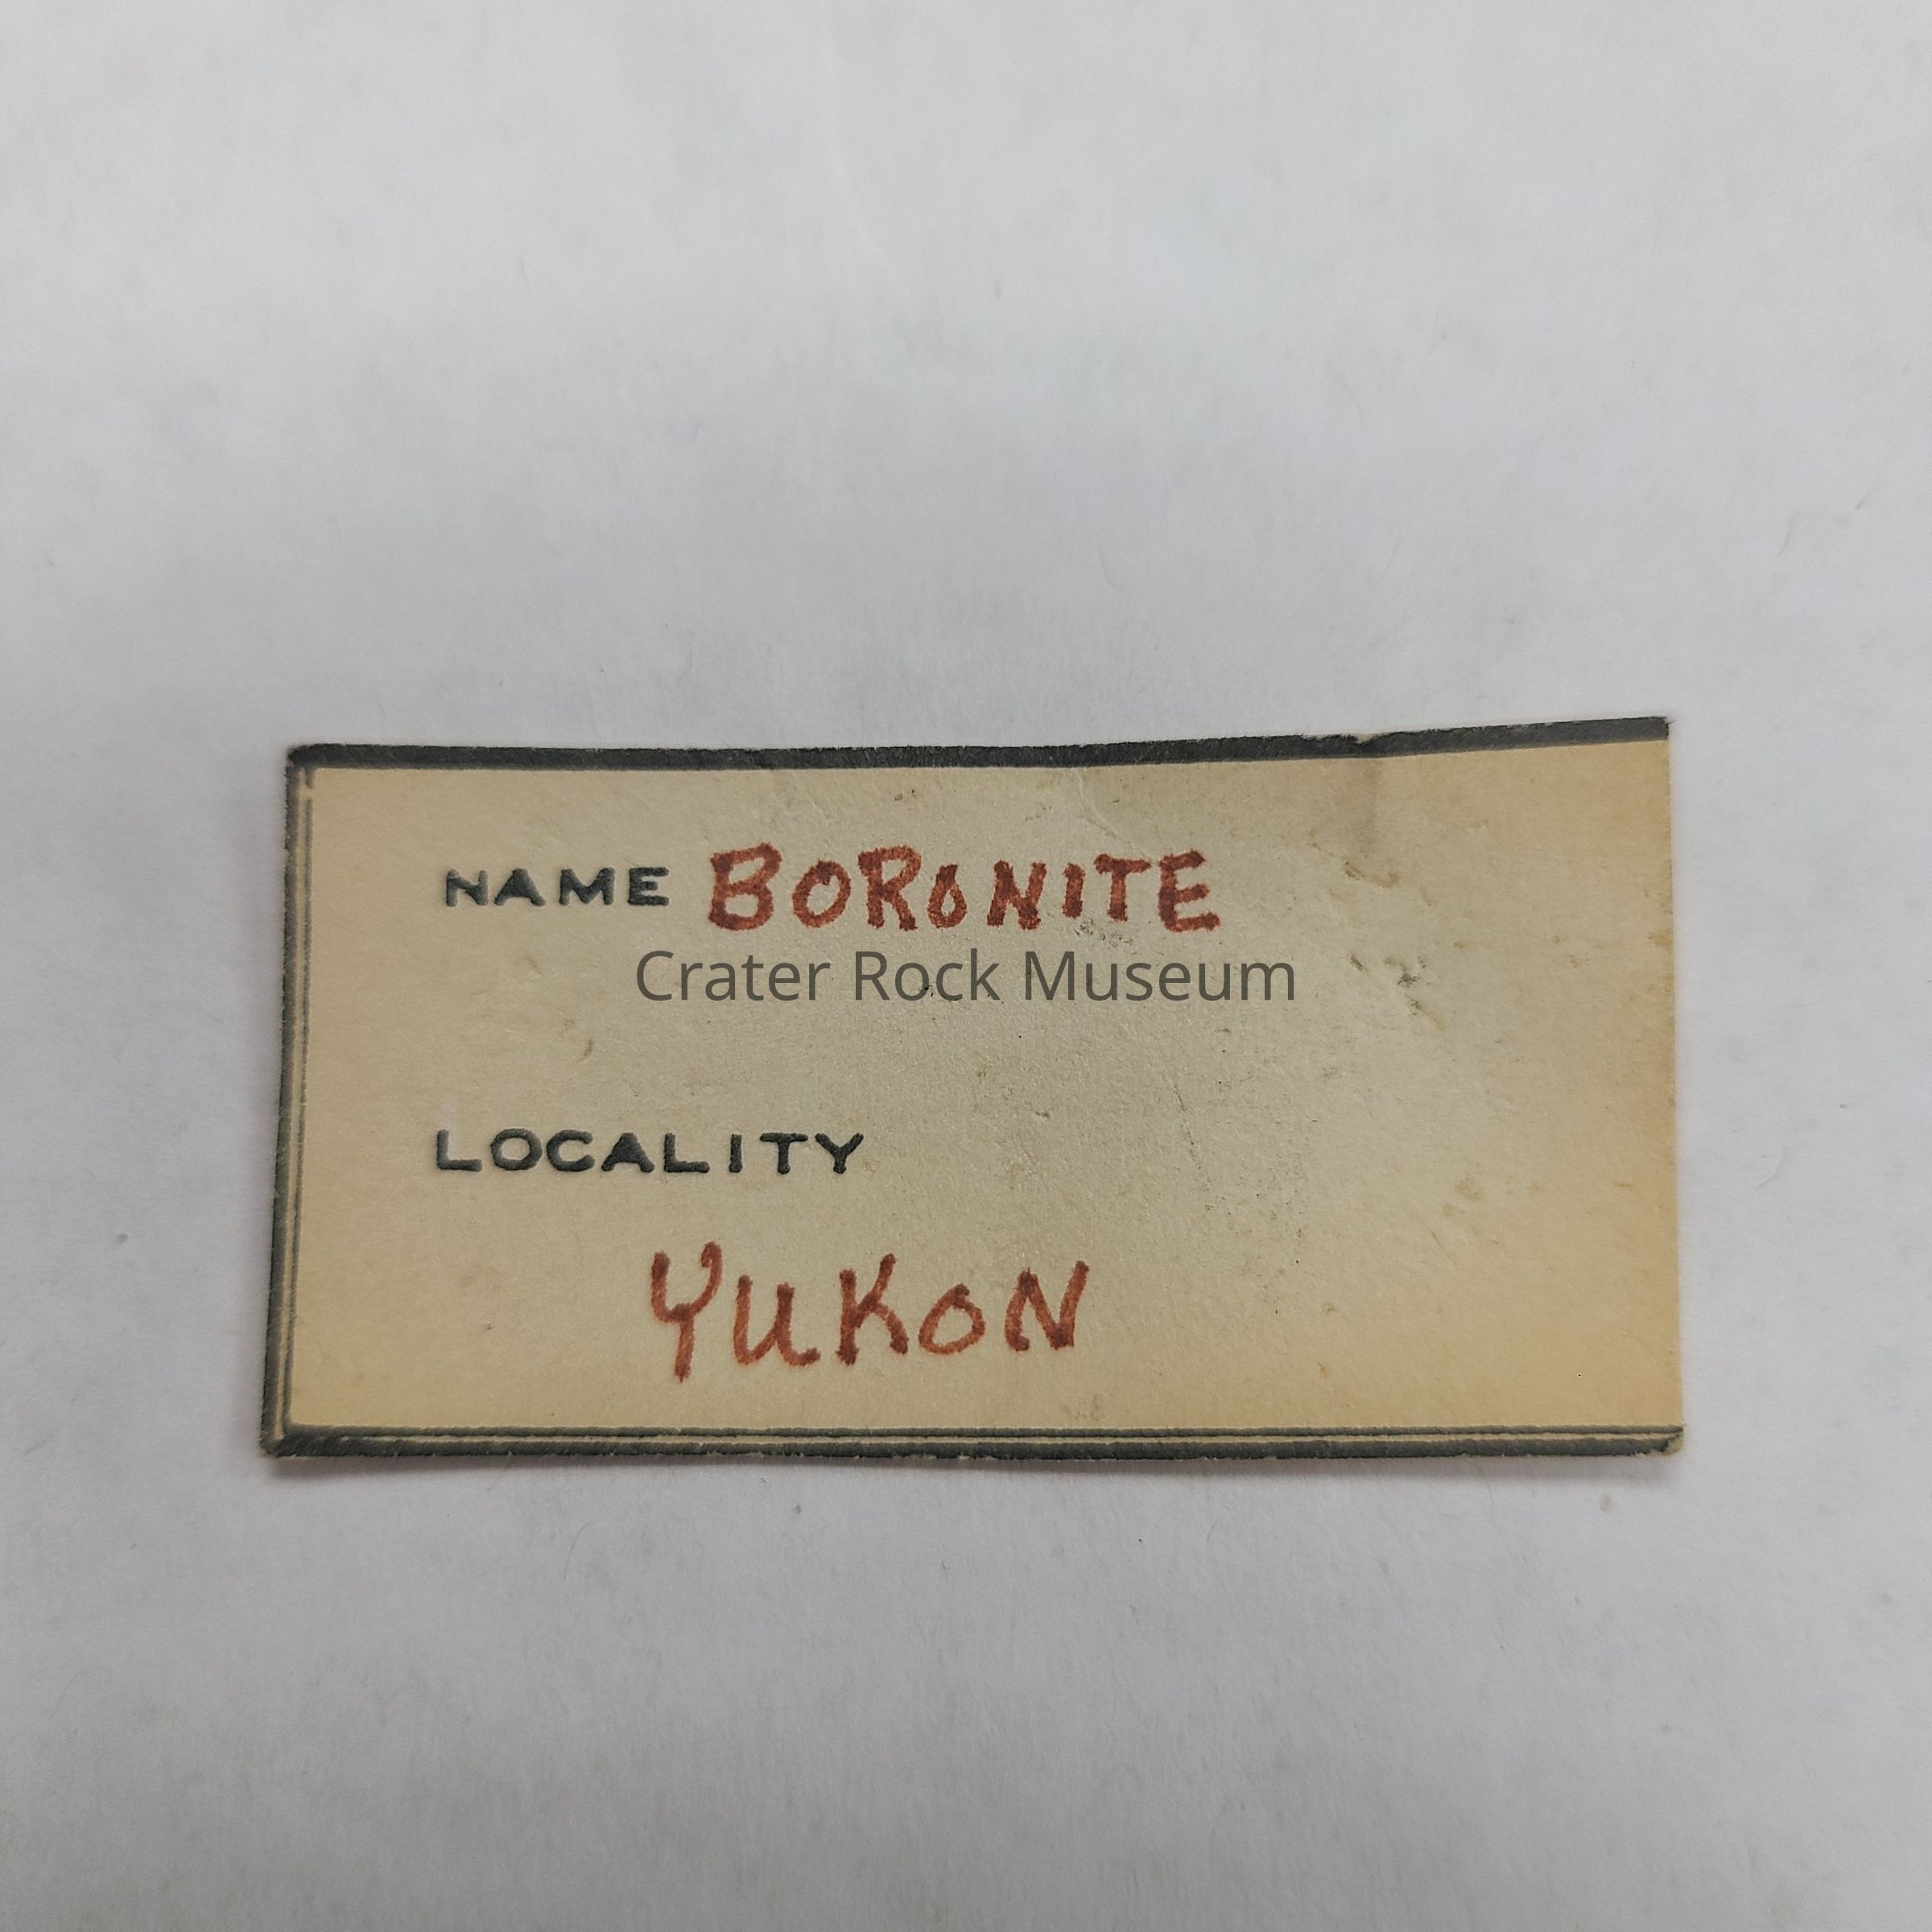 NAME BORONITE
Crater Rock Museum
LOCALITY
YUKON